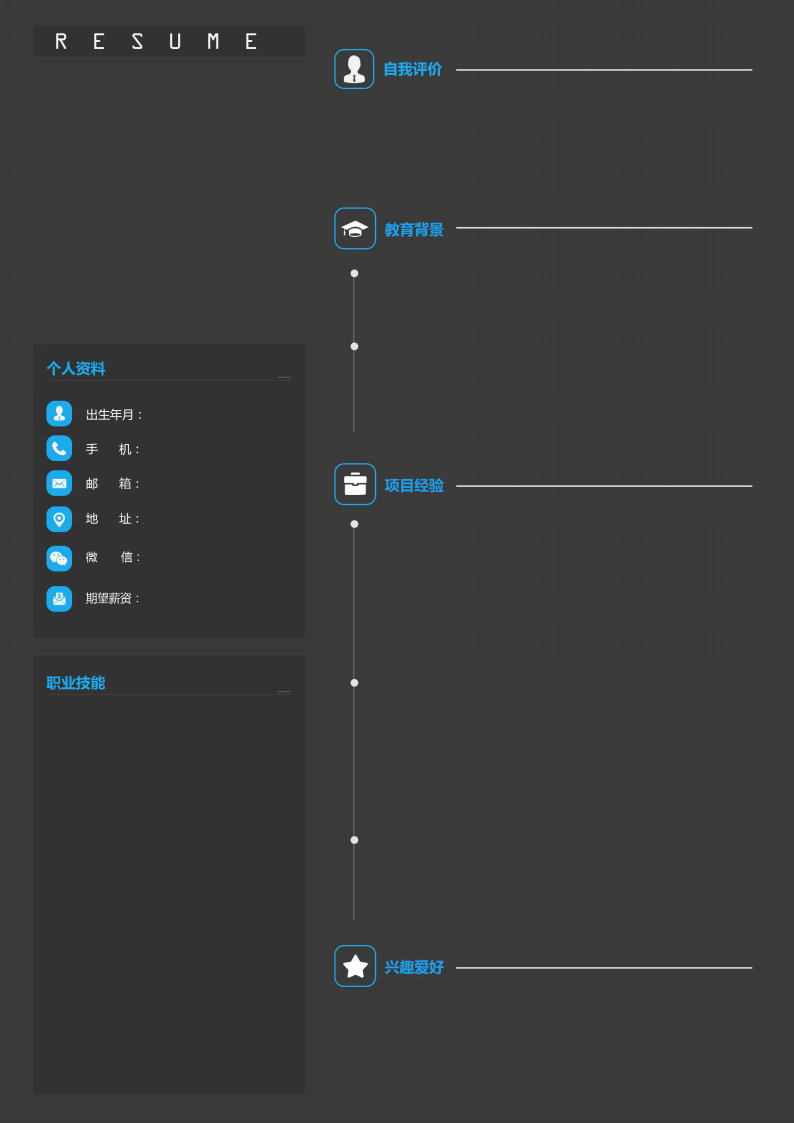 RESUME
个人资料
出生年月：
手 机：
邮 箱：
地 址：
微 信：
期望薪资：
职业技能
自我评价
教育背景
项目经验
兴趣爱好